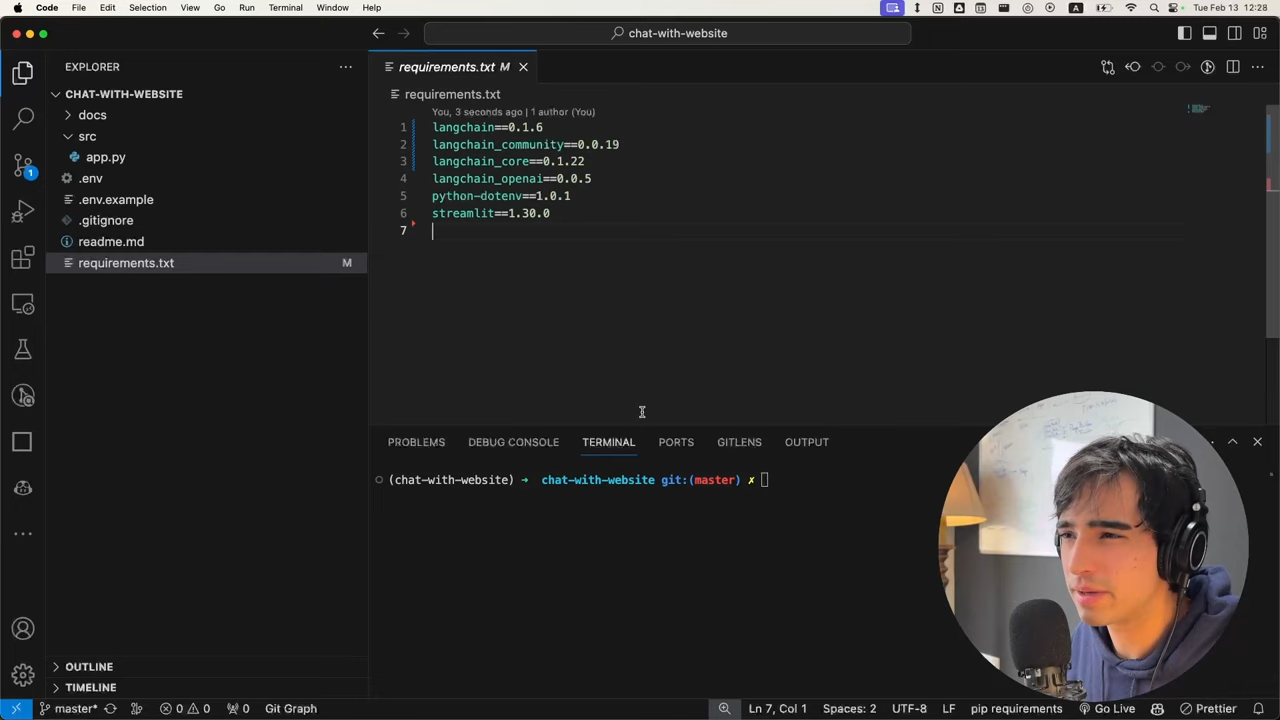 Code File Edit Selection View Go Run Terminal Window Help A Tue Feb 13 12:28
chat-with-website
EXPLORER
requirements.txt M
CHAT-WITH-WEBSITE
docs
src
app.py
.env
.env.example
.gitignore
readme.md
requirements.txt M
1
OUTLINE
TIMELINE
requirements.txt
You, 3 seconds ago | 1 author (You)
1 langchain==0.1.6
2 langchain_community==0.0.19
3 langchain_core==0.1.22
4 langchain_openai==0.0.5
5 python-dotenv==1.0.1
6 streamlit==1.30.0
7
PROBLEMS DEBUG CONSOLE TERMINAL PORTS GITLENS OUTPUT
(chat-with-website) ➜ chat-with-website git:(master) ✗
master* 0 0 0 Git Graph Ln 7, Col 1 Spaces: 2 UTF-8 LF pip requirements Go Live Prettier